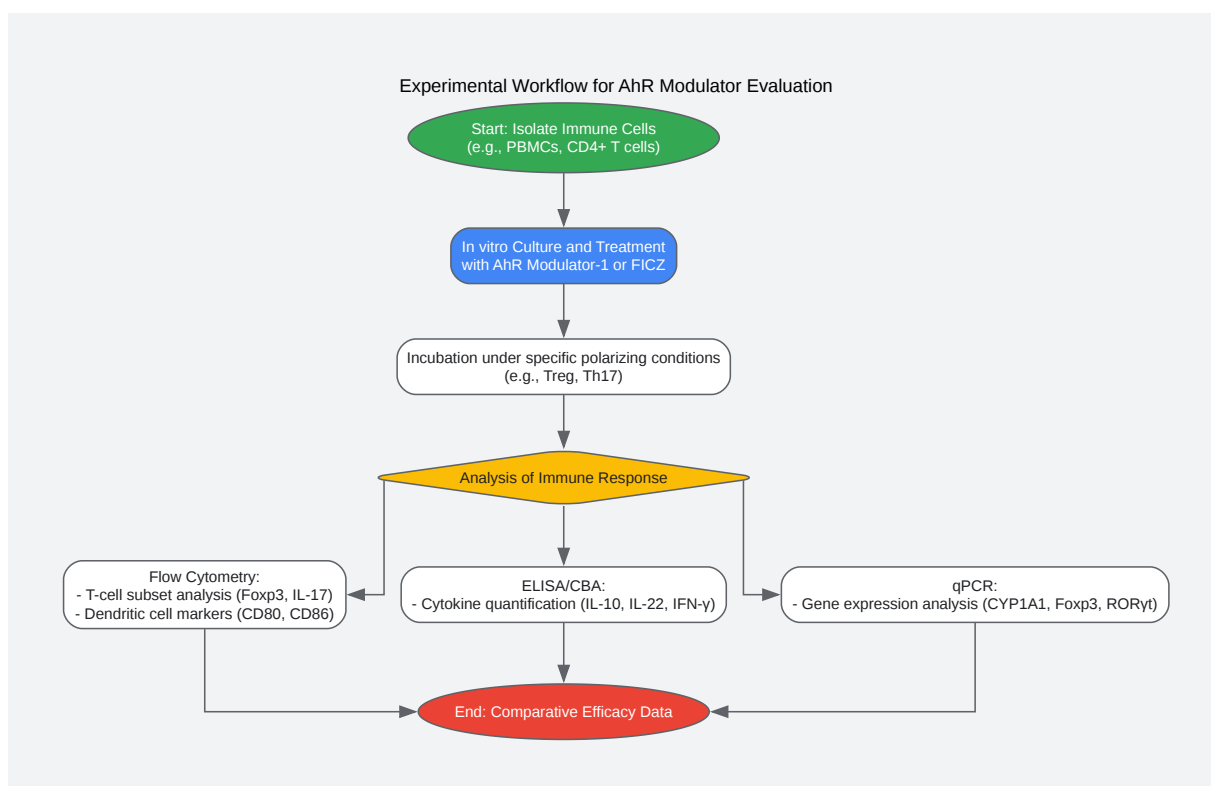 Experimental Workflow for AhR Modulator Evaluation
Start: Isolate Immune Cells
(e.g., PBMCs, CD4+ T cells)
In vitro Culture and Treatment
with AhR Modulator-1 or FICZ
Incubation under specific polarizing conditions
(e.g., Treg, Th17)
Analysis of Immune Response
Flow Cytometry:
- T-cell subset analysis (Foxp3, IL-17)
- Dendritic cell markers (CD80, CD86)
ELISA/CBA:
- Cytokine quantification (IL-10, IL-22, IFN-γ)
qPCR:
- Gene expression analysis (CYP1A1, Foxp3, RORγt)
End: Comparative Efficacy Data